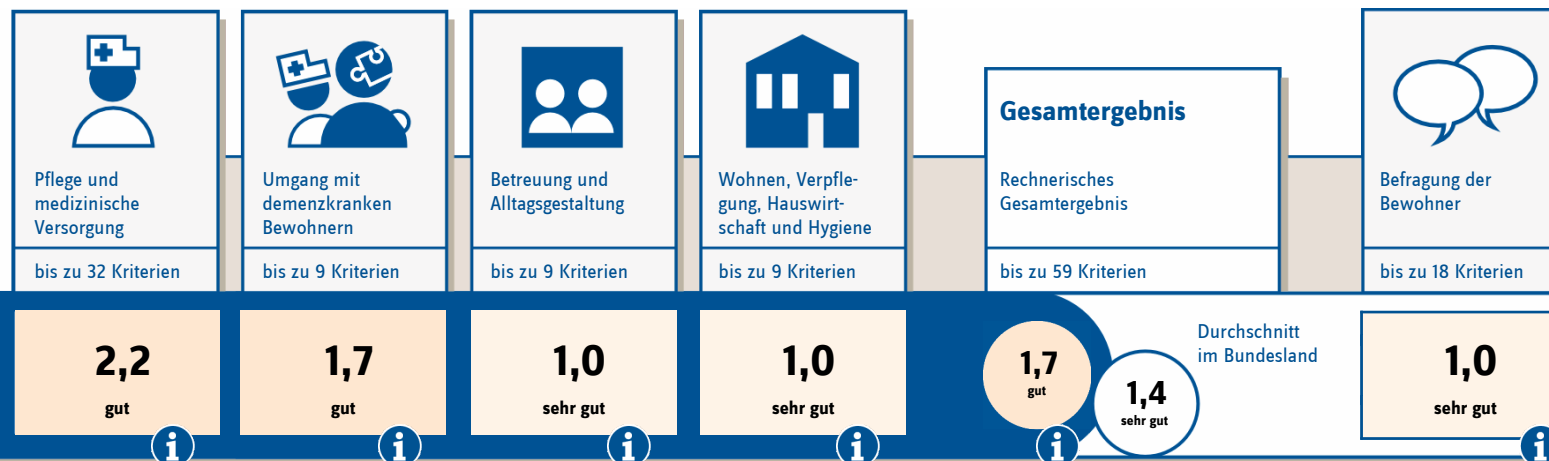 Pflege und
medizinische
Versorgung
bis zu 32 Kriterien
2,2
gut
Umgang mit
demenzkranken
Bewohnern
bis zu 9 Kriterien
1,7
gut
Betreuung und
Alltagsgestaltung
bis zu 9 Kriterien
1,0
sehr gut
Wohnen, Verpfle-
gung, Hauswirt-
schaft und Hygiene
bis zu 9 Kriterien
1,0
sehr gut
Gesamtergebnis
Rechnerisches
Gesamtergebnis
bis zu 59 Kriterien
1,7
gut
1,4
sehr gut
Durchschnitt
im Bundesland
Befragung der
Bewohner
bis zu 18 Kriterien
1,0
sehr gut